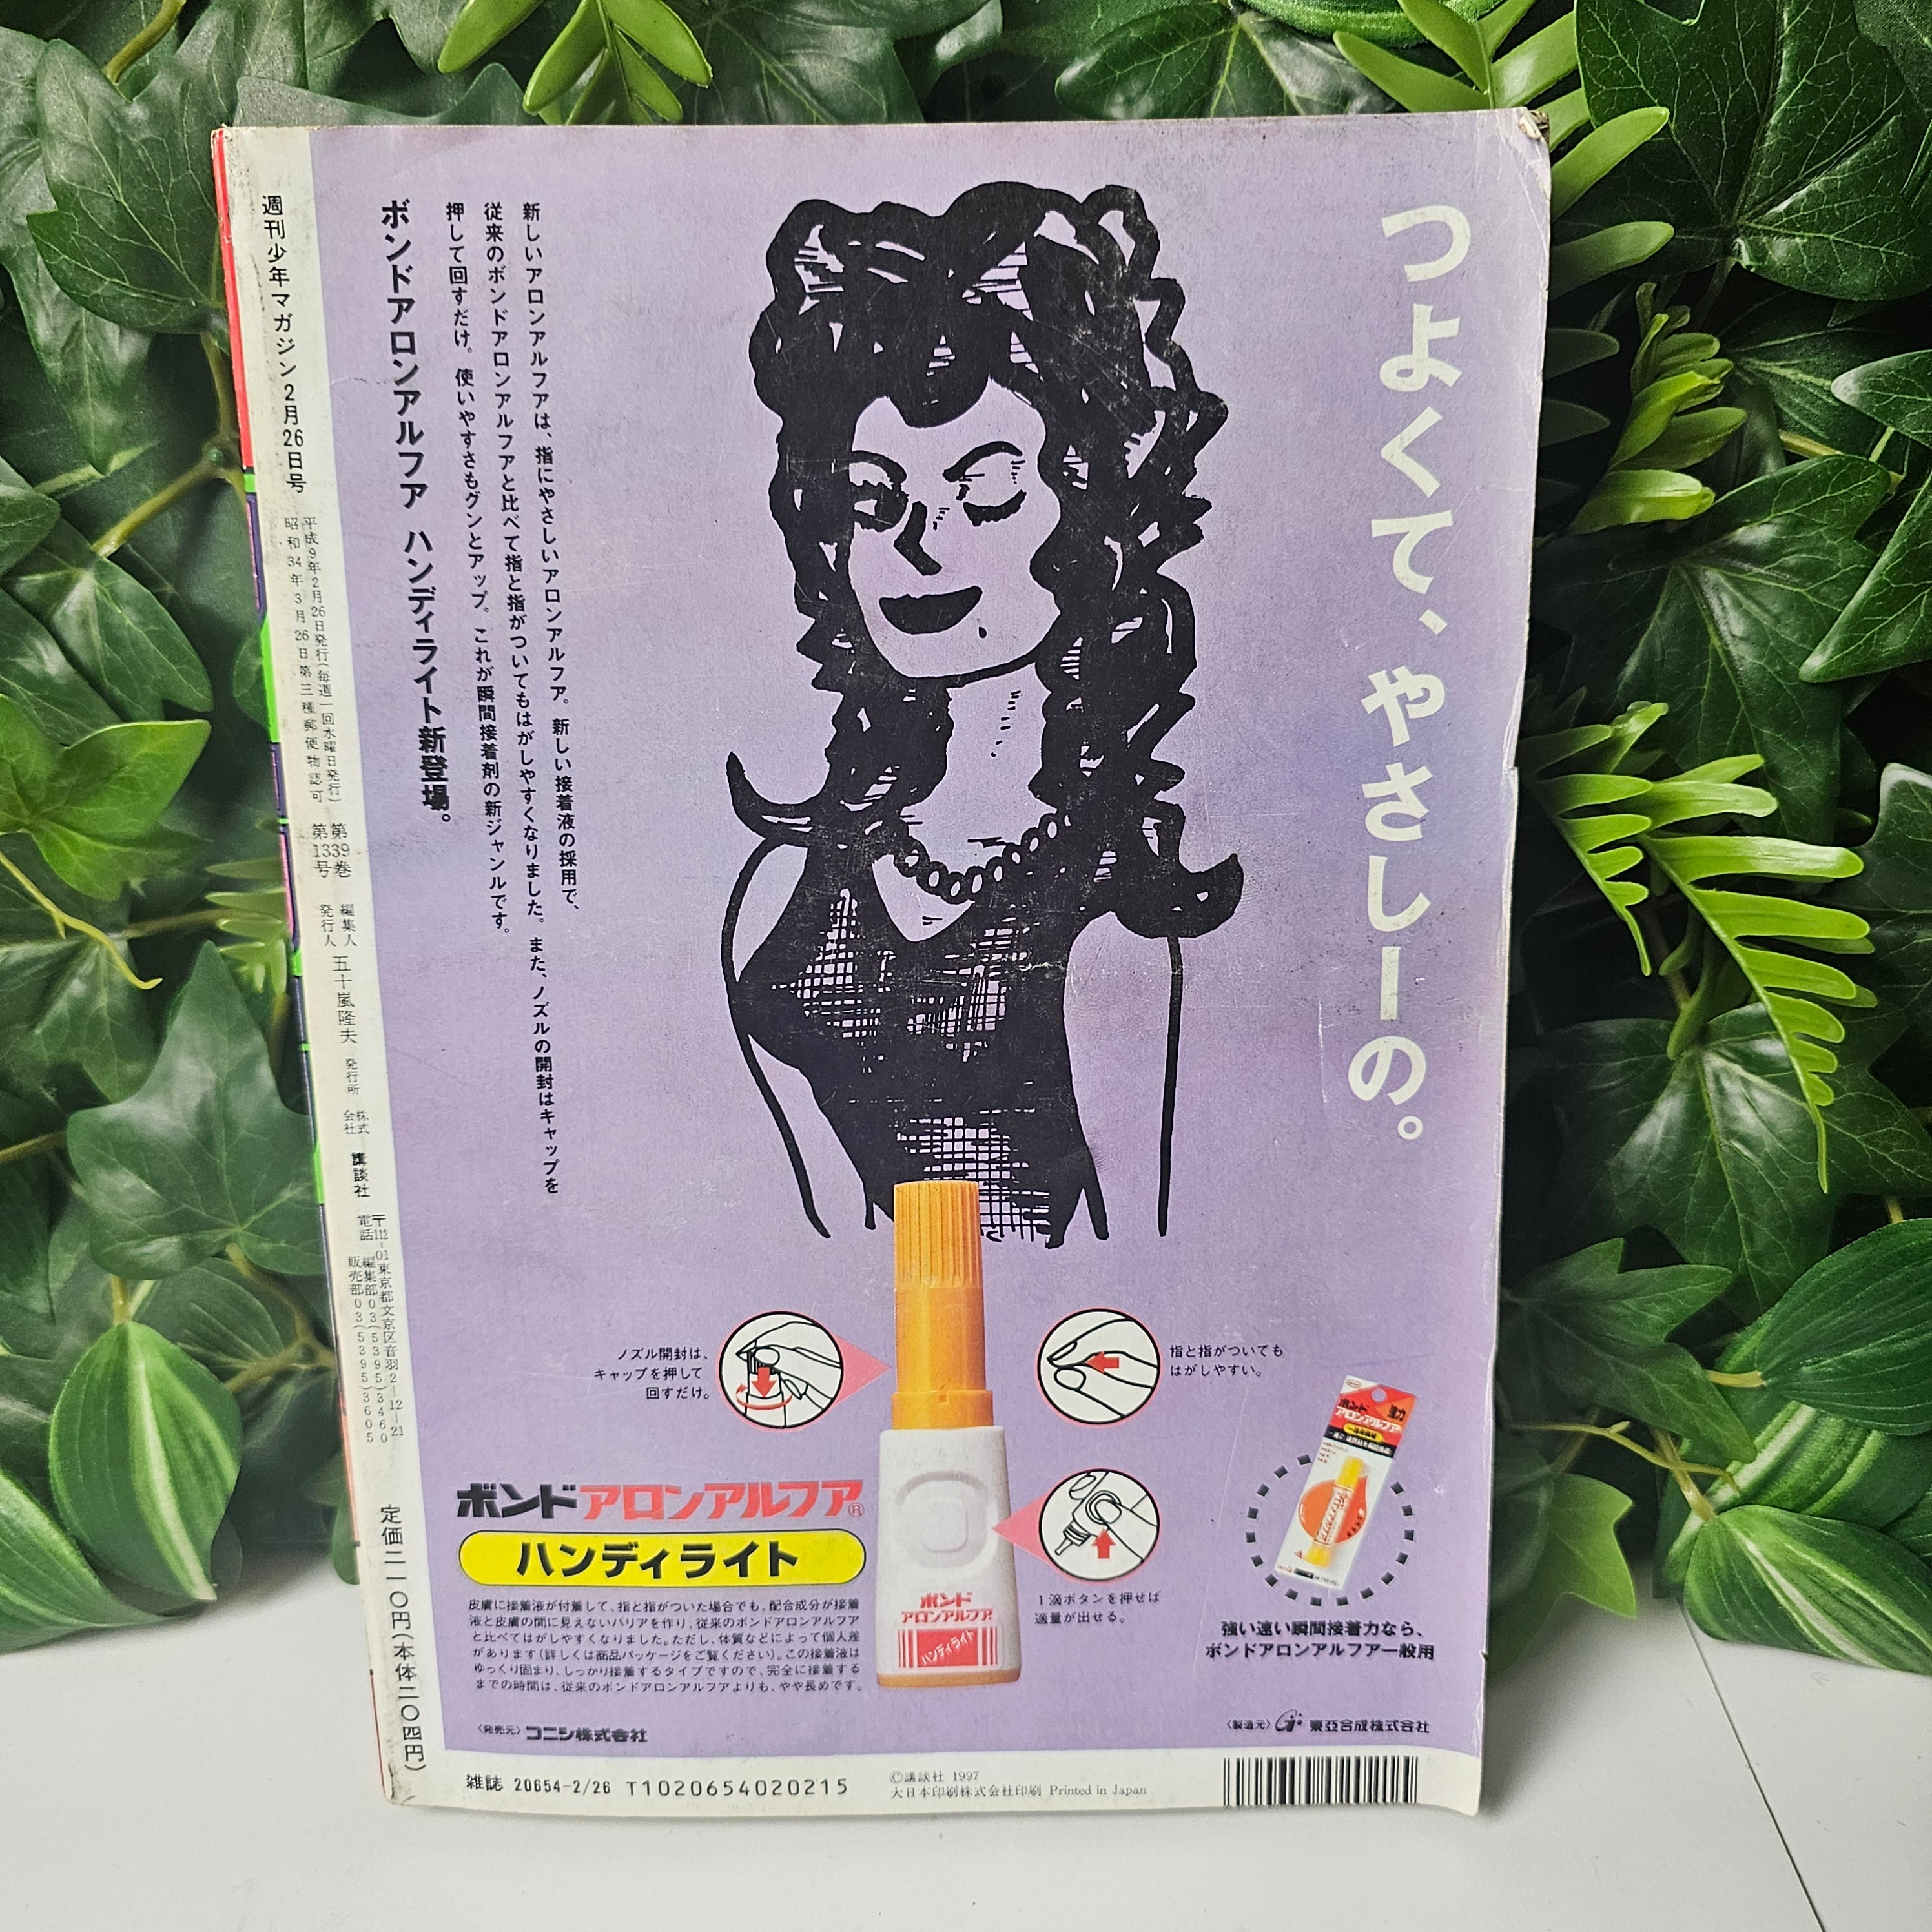 つよくて、やさしーの。
新しいアロンアルフアは、指にやさしいアロンアルフア。新しい接着液の採用で、
従来のボンドアロンアルフアと比べて指と指がついてもはがしやすくなりました。また、ノズルの開封はキャップを
押して回すだけ。使いやすさもグンとアップ。これが瞬間接着剤の新ジャンルです。
ボンドアロンアルフア ハンディライト新登場。
週刊少年マガジン2月26日号
平成9年2月26日発行(毎週一回水曜日発行)
昭和34年3月26日第三種郵便物認可
第39巻
第13号
編集人
発行人
五十嵐隆夫
発行所
株式
会社
講談社
〒112-01東京都文京区音羽2-12-21
電話
編集部03(5395)3460
販売部03(5395)3605
定価二一〇円(本体二〇四円)
ノズル開封は、
キャップを押して
回すだけ。
指と指がついても
はがしやすい。
1滴ボタンを押せば
適量が出せる。
ボンドアロンアルフア®
ハンディライト
皮膚に接着液が付着して、指と指がついた場合でも、配合成分が接着
液と皮膚の間に見えないバリアを作り、従来のボンドアロンアルフア
と比べてはがしやすくなりました。ただし、体質などによって個人差
があります(詳しくは商品パッケージをご覧ください)。この接着液は
ゆっくり固まり、しっかり接着するタイプですので、完全に接着する
までの時間は、従来のボンドアロンアルフアよりも、やや長めです。
ボンド
アロンアルフア
ハンディライト
ボンド
アロンアルフア
強い速い瞬間接着力なら、
ボンドアロンアルフア一般用
〈発売元〉コニシ株式会社
〈製造元〉東亞合成株式会社
雑誌 20654-2/26 T1020654020215
©講談社 1997
大日本印刷株式会社印刷 Printed in Japan